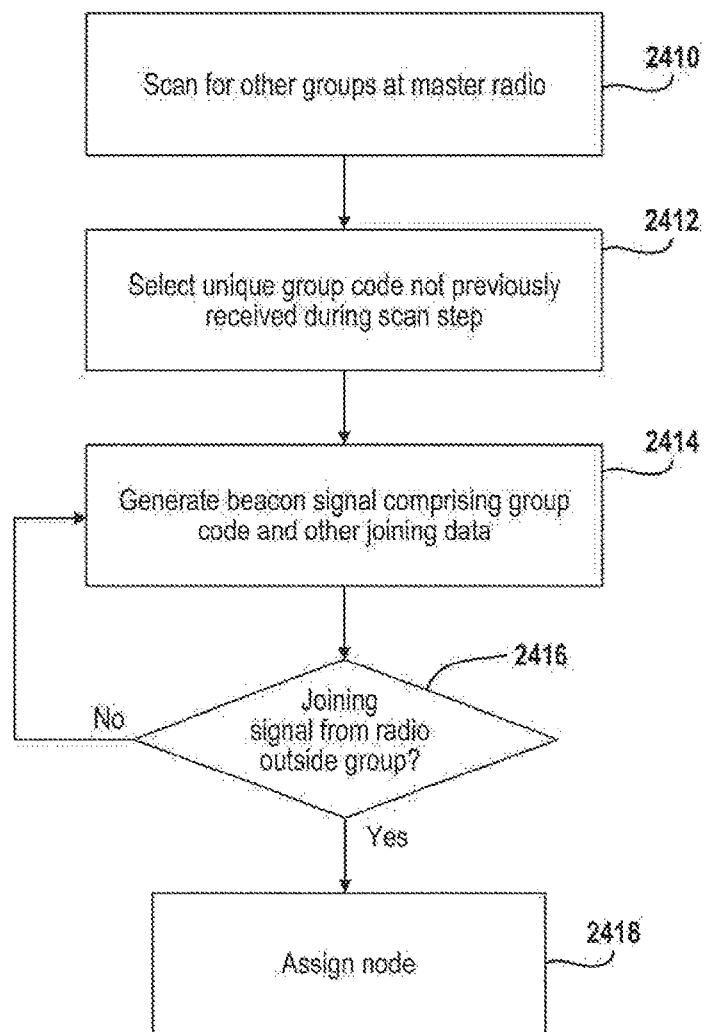 2410
Scan for other groups at master radio
2412
Select unique group code not previously
received during scan step
2414
Generate beacon signal comprising group
code and other joining data
2416
Joining
signal from radio
outside group?
No
Yes
2418
Assign node